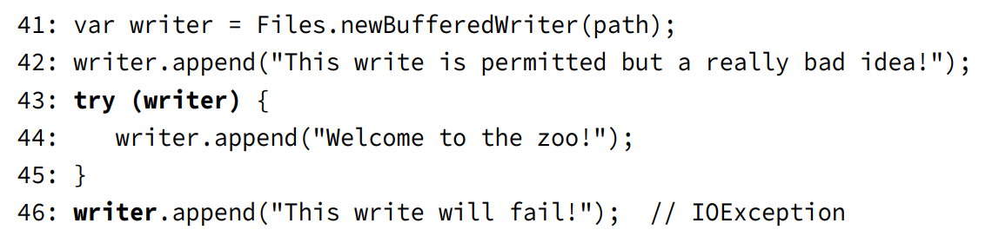 41: var writer = Files.newBufferedWriter(path);
42: writer.append("This write is permitted but a really bad idea!");
43: try (writer) {
44:    writer.append("Welcome to the zoo!");
45: }
46: writer.append("This write will fail!");  // IOException